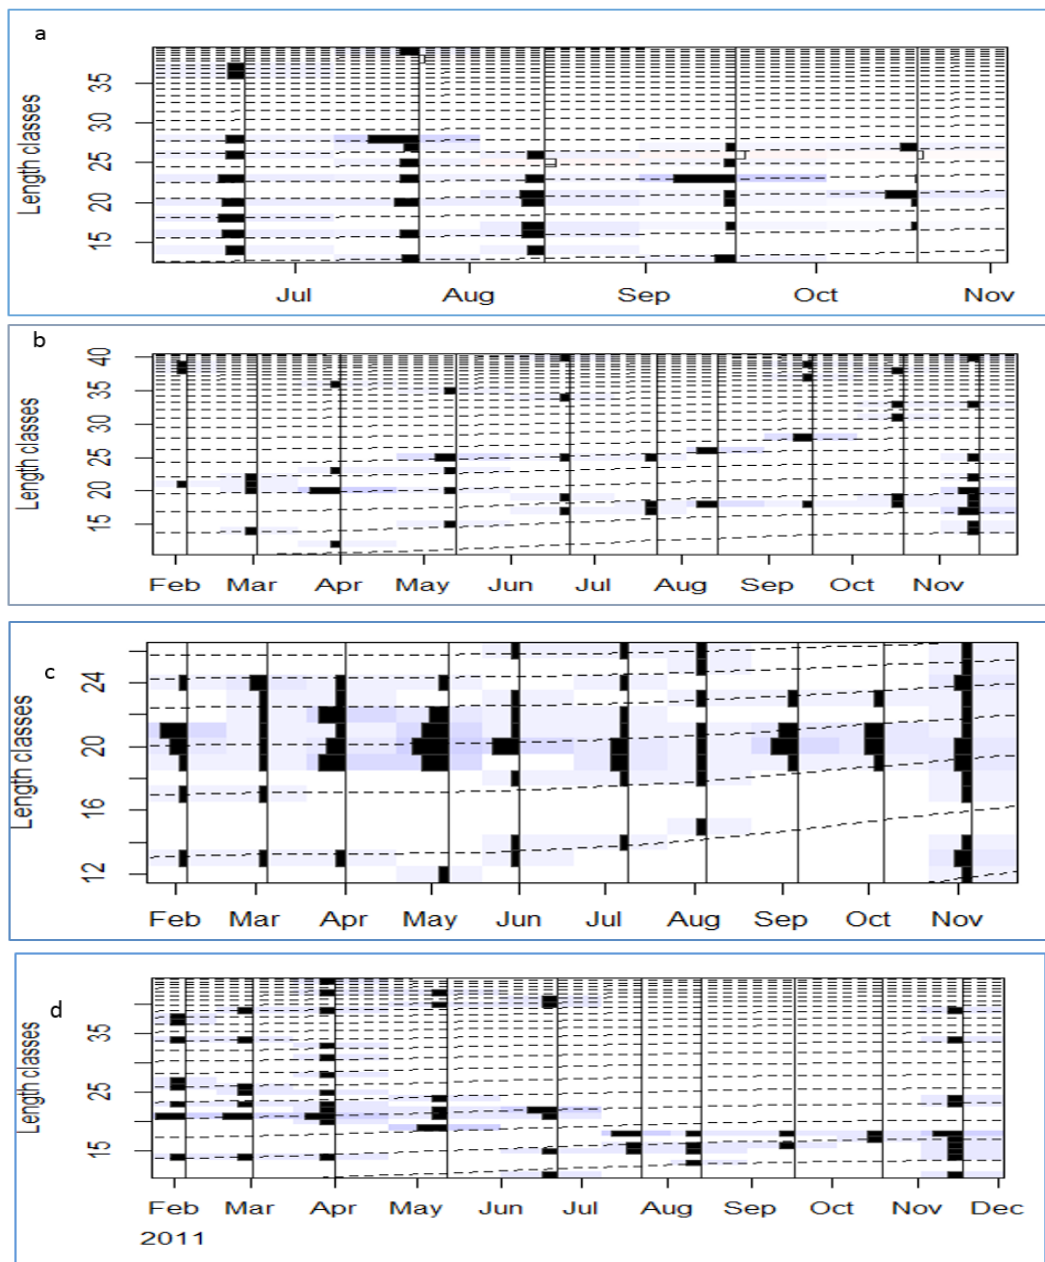 a
Length classes
35
30
25
20
15
Jul Aug Sep Oct Nov
b
Length classes
40
35
30
25
20
15
Feb Mar Apr May Jun Jul Aug Sep Oct Nov
c
Length classes
24
20
16
12
Feb Mar Apr May Jun Jul Aug Sep Oct Nov
d
Length classes
35
25
15
Feb Mar Apr May Jun Jul Aug Sep Oct Nov Dec
2011